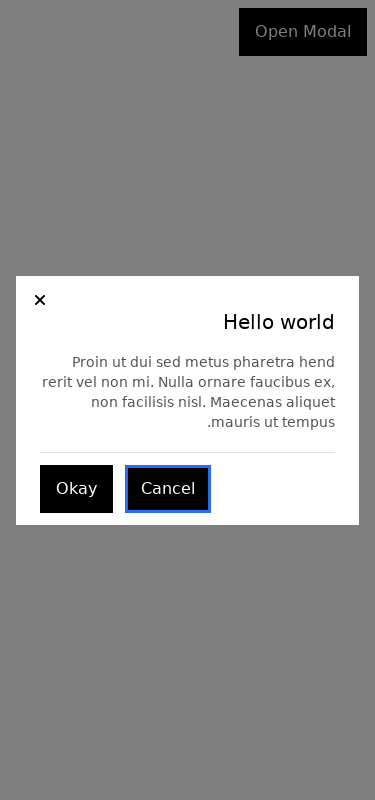 Open Modal
Hello world
Proin ut dui sed metus pharetra hend
rerit vel non mi. Nulla ornare faucibus ex,
non facilisis nisl. Maecenas aliquet
.mauris ut tempus
Okay
Cancel